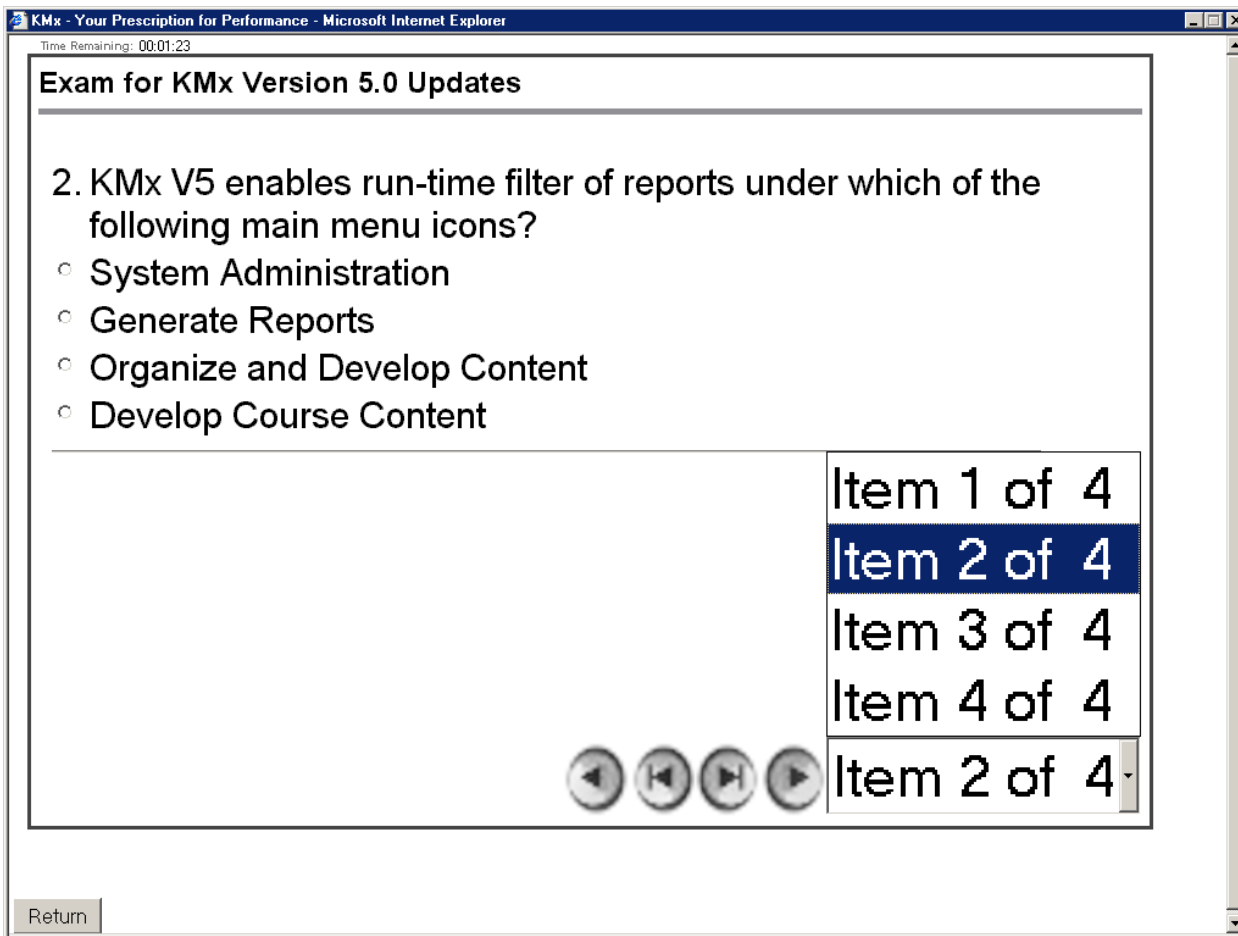 KMx - Your Prescription for Performance - Microsoft Internet Explorer
Time Remaining: 00:01:23
Exam for KMx Version 5.0 Updates
2. KMx V5 enables run-time filter of reports under which of the
following main menu icons?
System Administration
Generate Reports
Organize and Develop Content
Develop Course Content
Item 1 of 4
Item 2 of 4
Item 3 of 4
Item 4 of 4
Item 2 of 4
Return